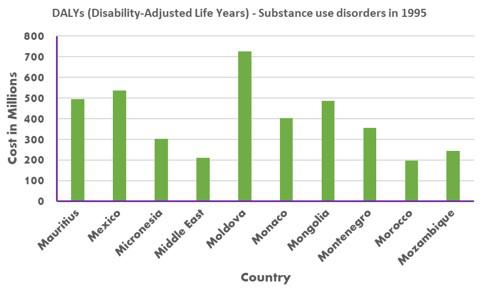 DALYs (Disability-Adjusted Life Years) - Substance use disorders in 1995
Cost in Millions
800
700
600
500
400
300
200
100
0
Mauritius
Mexico
Micronesia
Middle East
Moldova
Monaco
Mongolia
Montenegro
Morocco
Mozambique
Country